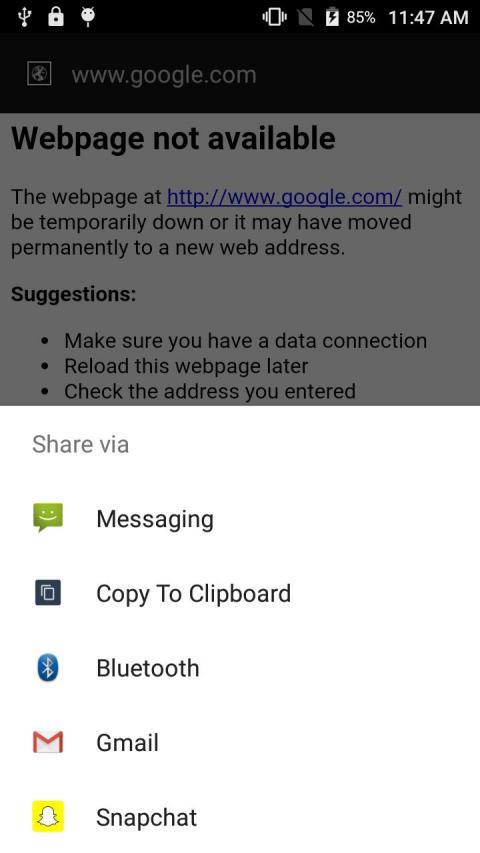 85% 11:47 AM
www.google.com
Webpage not available
The webpage at http://www.google.com/ might
be temporarily down or it may have moved
permanently to a new web address.
Suggestions:
• Make sure you have a data connection
• Reload this webpage later
• Check the address you entered
Share via
Messaging
Copy To Clipboard
Bluetooth
Gmail
Snapchat